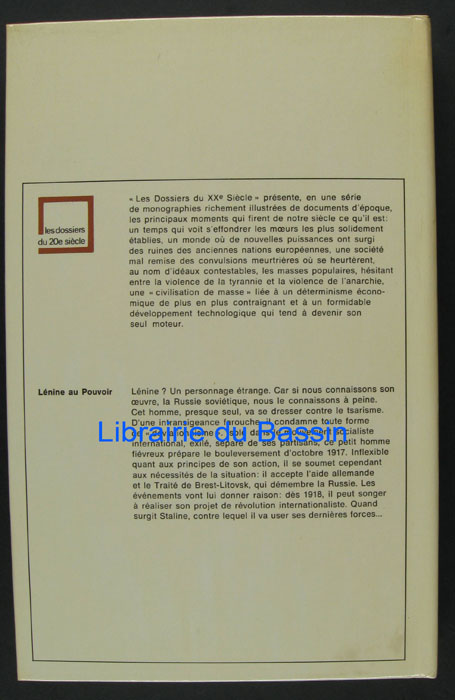 les dossiers
du 20e siècle
« Les Dossiers du XXe Siècle » présente, en une série
de monographies richement illustrées de documents d'époque,
les principaux moments qui firent de notre siècle ce qu'il est:
un temps qui voit s'effondrer les mœurs les plus solidement
établies, un monde où de nouvelles puissances ont surgi
des ruines des anciennes nations européennes, une société
mal remise des convulsions meurtrières où se heurtèrent,
au nom d'idéaux contestables, les masses populaires, hésitant
entre la violence de la tyrannie et la violence de l'anarchie,
une « civilisation de masse » liée à un déterminisme écono-
mique de plus en plus contraignant et à un formidable
développement technologique qui tend à devenir son
seul moteur.
Lénine au Pouvoir
Lénine ? Un personnage étrange. Car si nous connaissons son
œuvre, la Russie soviétique, nous le connaissons à peine.
Cet homme, presque seul, va se dresser contre le tsarisme.
D'une intransigeance farouche, il condamne toute forme
Librairie du Bassin
international, exilé, séparé de ses partisans, ce petit homme
fiévreux prépare le bouleversement d'octobre 1917. Inflexible
quant aux principes de son action, il se soumet cependant
aux nécessités de la situation: il accepte l'aide allemande
et le Traité de Brest-Litovsk, qui démembre la Russie. Les
événements vont lui donner raison: dès 1918, il peut songer
à réaliser son projet de révolution internationaliste. Quand
surgit Staline, contre lequel il va user ses dernières forces...